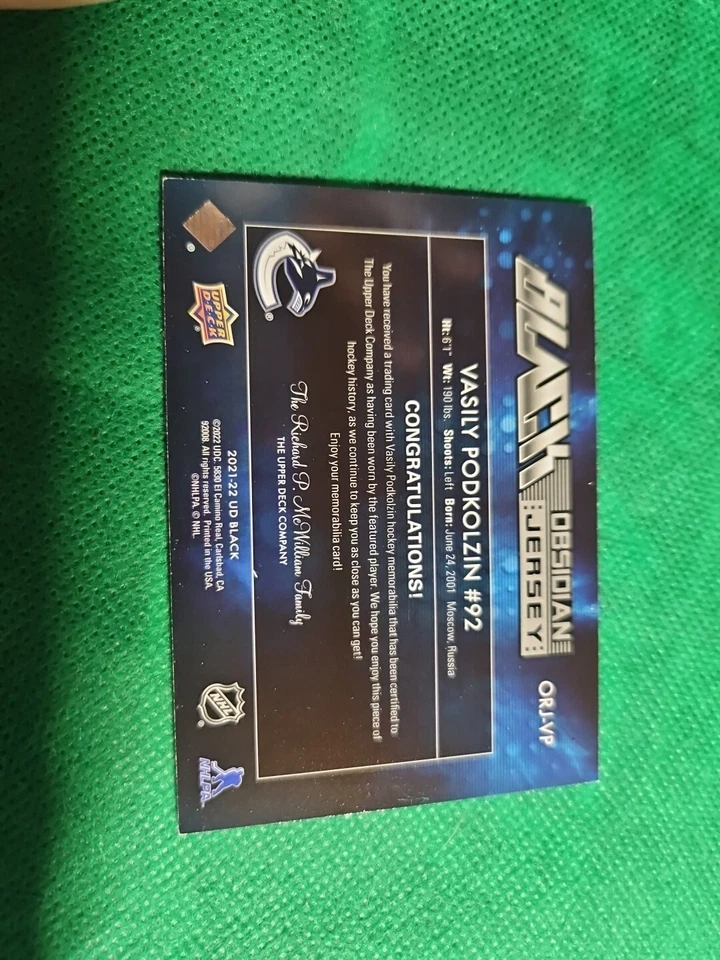 BLACK
OBSIDIAN
JERSEY
ORJ-VP
VASILY PODKOLZIN #92
Ht: 6'1" Wt: 190 lbs. Shoots: Left Born: June 24, 2001 Moscow, Russia
CONGRATULATIONS!
You have received a trading card with Vasily Podkolzin hockey memorabilia that has been certified to
The Upper Deck Company as having been worn by the featured player. We hope you enjoy this piece of
hockey history, as we continue to keep you as close as you can get!
Enjoy your memorabilia card!
The Richard P. McWilliam Family
THE UPPER DECK COMPANY
®
®
UPPER
DECK
®
2021-22 UD BLACK
©2022 UDC. 5830 El Camino Real, Carlsbad, CA
92008. All rights reserved. Printed in the USA.
©NHLPA. © NHL.
NHL
®
NHLPA